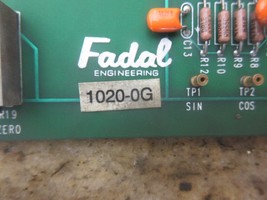 Fadal
ENGINEERING
1020-0G
C13
R12
R10
R9
R8
TP1
SIN
TP2
COS
R19
ZERO